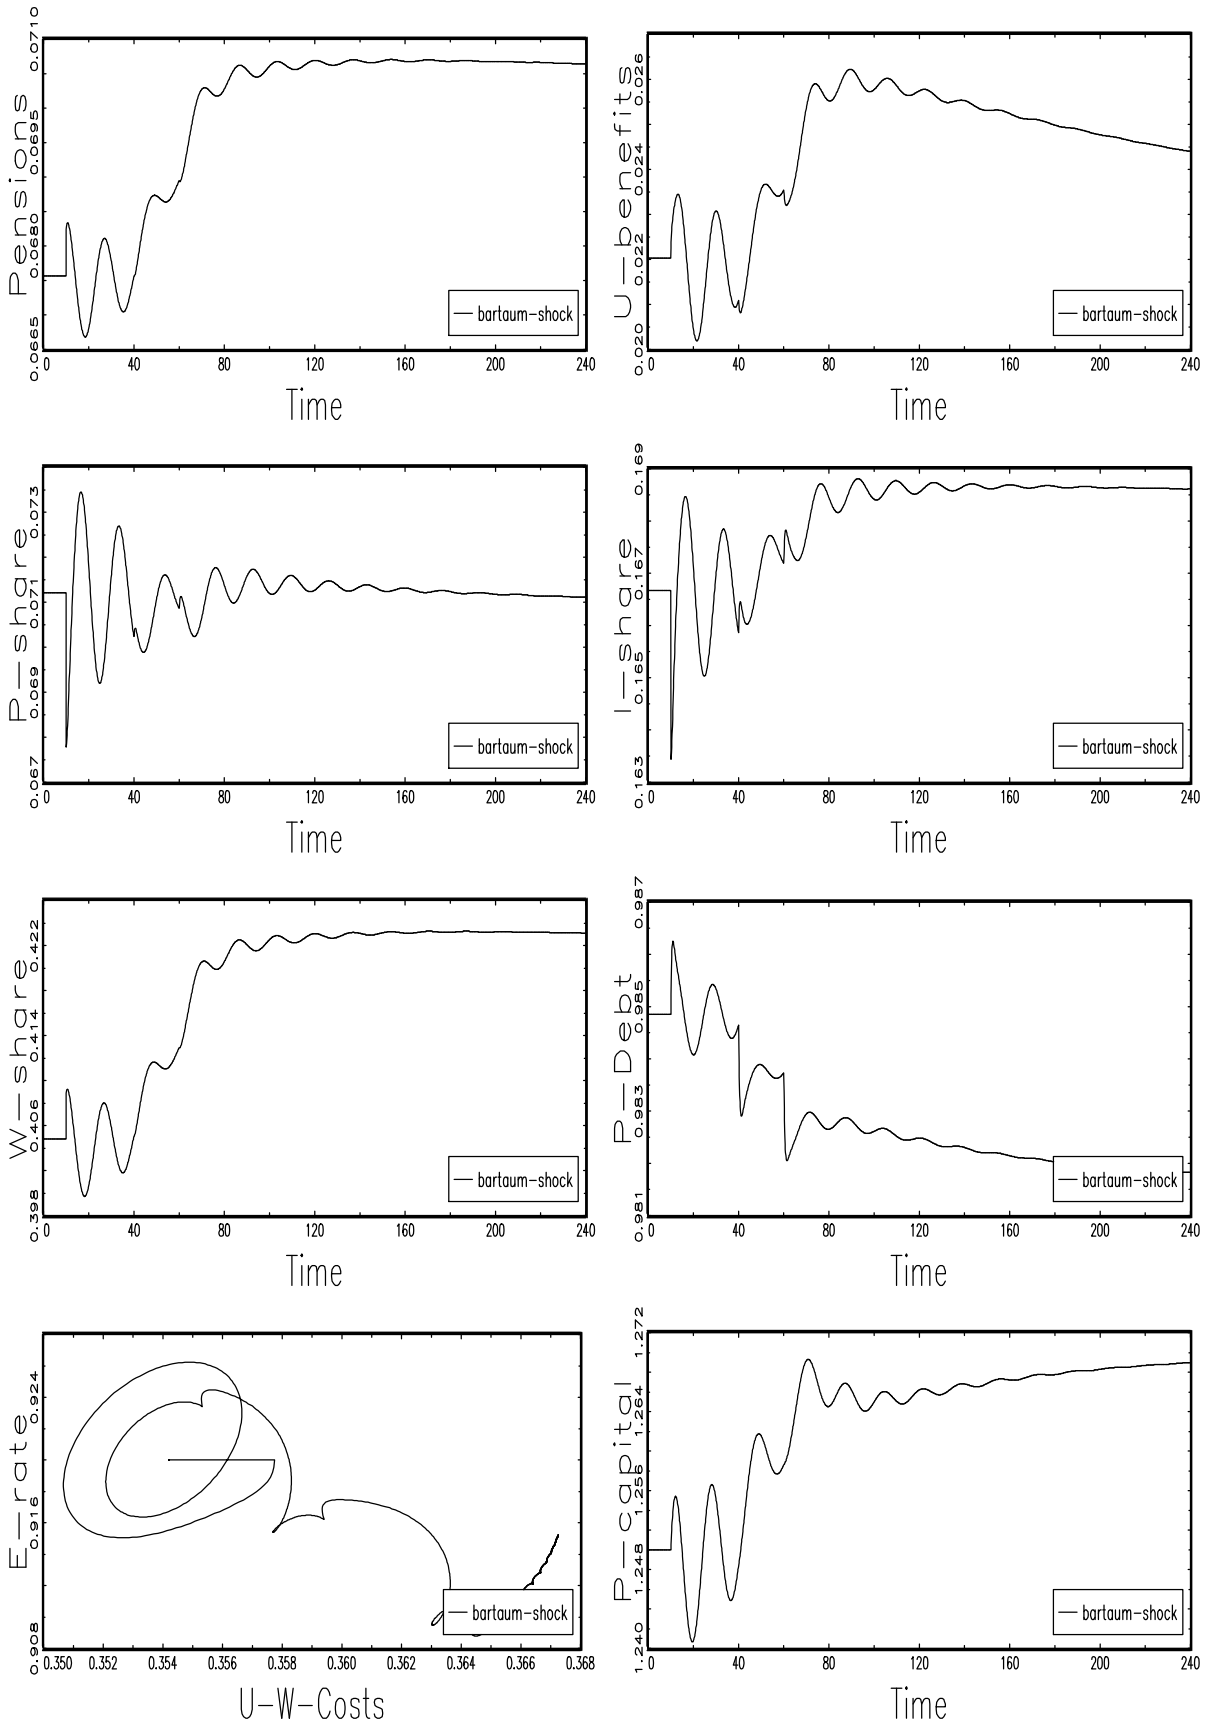 Pensions
0.0665 0.0680 0.0695 0.0710
bartaum-shock
0 40 80 120 160 200 240
Time
U-benefits
0.020 0.022 0.024 0.026
bartaum-shock
0 40 80 120 160 200 240
Time
P-share
0.067 0.069 0.071 0.073
bartaum-shock
0 40 80 120 160 200 240
Time
I-share
0.163 0.165 0.167 0.169
bartaum-shock
0 40 80 120 160 200 240
Time
W-share
0.398 0.406 0.414 0.422
bartaum-shock
0 40 80 120 160 200 240
Time
P-Debt
0.981 0.983 0.985 0.987
bartaum-shock
0 40 80 120 160 200 240
Time
E-rate
0.908 0.916 0.924
bartaum-shock
0.350 0.352 0.354 0.356 0.358 0.360 0.362 0.364 0.366 0.368
U-W-Costs
P-capital
1.240 1.248 1.256 1.264 1.272
bartaum-shock
0 40 80 120 160 200 240
Time